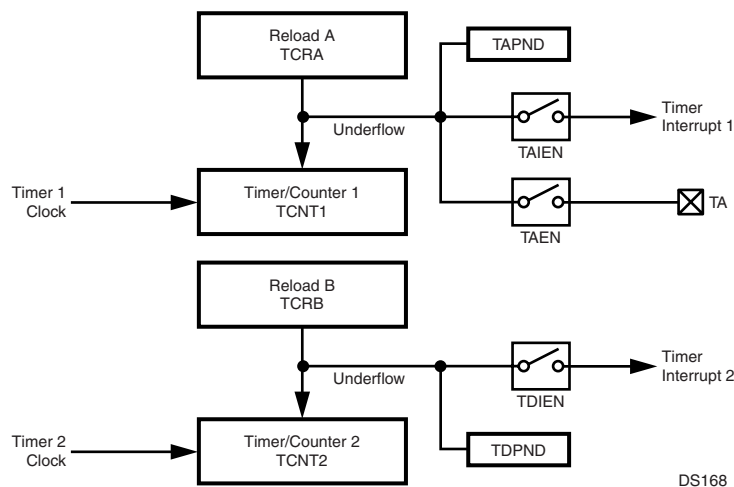 Reload A
TCRA
TAPND
Timer
Interrupt 1
Underflow
TAIEN
Timer 1
Clock
Timer/Counter 1
TCNT1
TA
TAEN
Reload B
TCRB
Timer
Interrupt 2
Underflow
TDIEN
Timer 2
Clock
Timer/Counter 2
TCNT2
TDPND
DS168